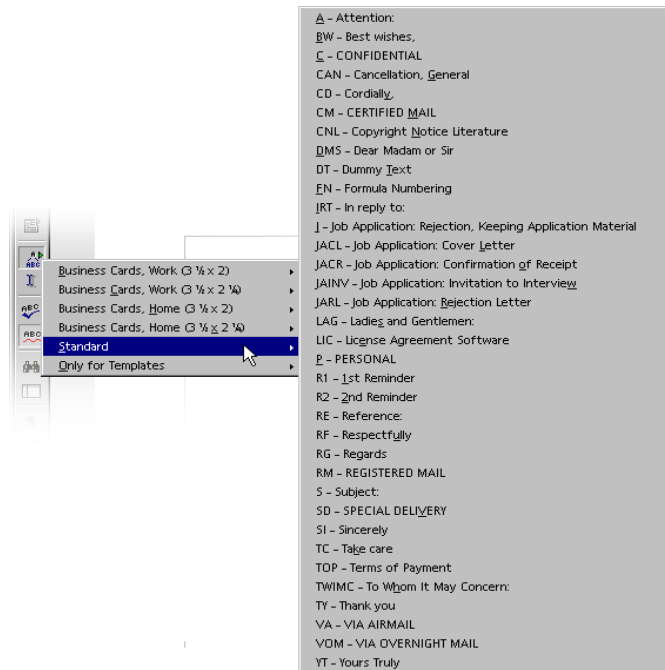 A - Attention:
BW - Best wishes,
C - CONFIDENTIAL
CAN - Cancellation, General
CD - Cordially,
CM - CERTIFIED MAIL
CNL - Copyright Notice Literature
DMS - Dear Madam or Sir
DT - Dummy Text
FN - Formula Numbering
IRT - In reply to:
J - Job Application: Rejection, Keeping Application Material
JACL - Job Application: Cover Letter
JACR - Job Application: Confirmation of Receipt
JAINV - Job Application: Invitation to Interview
JARL - Job Application: Rejection Letter
LAG - Ladies and Gentlemen:
LIC - License Agreement Software
P - PERSONAL
R1 - 1st Reminder
R2 - 2nd Reminder
RE - Reference:
RF - Respectfully
RG - Regards
RM - REGISTERED MAIL
S - Subject:
SD - SPECIAL DELIVERY
SI - Sincerely
TC - Take care
TOP - Terms of Payment
TWIMC - To Whom It May Concern:
TY - Thank you
VA - VIA AIRMAIL
VOM - VIA OVERNIGHT MAIL
YT - Yours Truly
A
ABC
Business Cards, Work (3 ½ x 2)
Business Cards, Work (3 ½ x 2 ¼)
ABC
Business Cards, Home (3 ½ x 2)
Business Cards, Home (3 ½ x 2 ¼)
ABC
Standard
Only for Templates